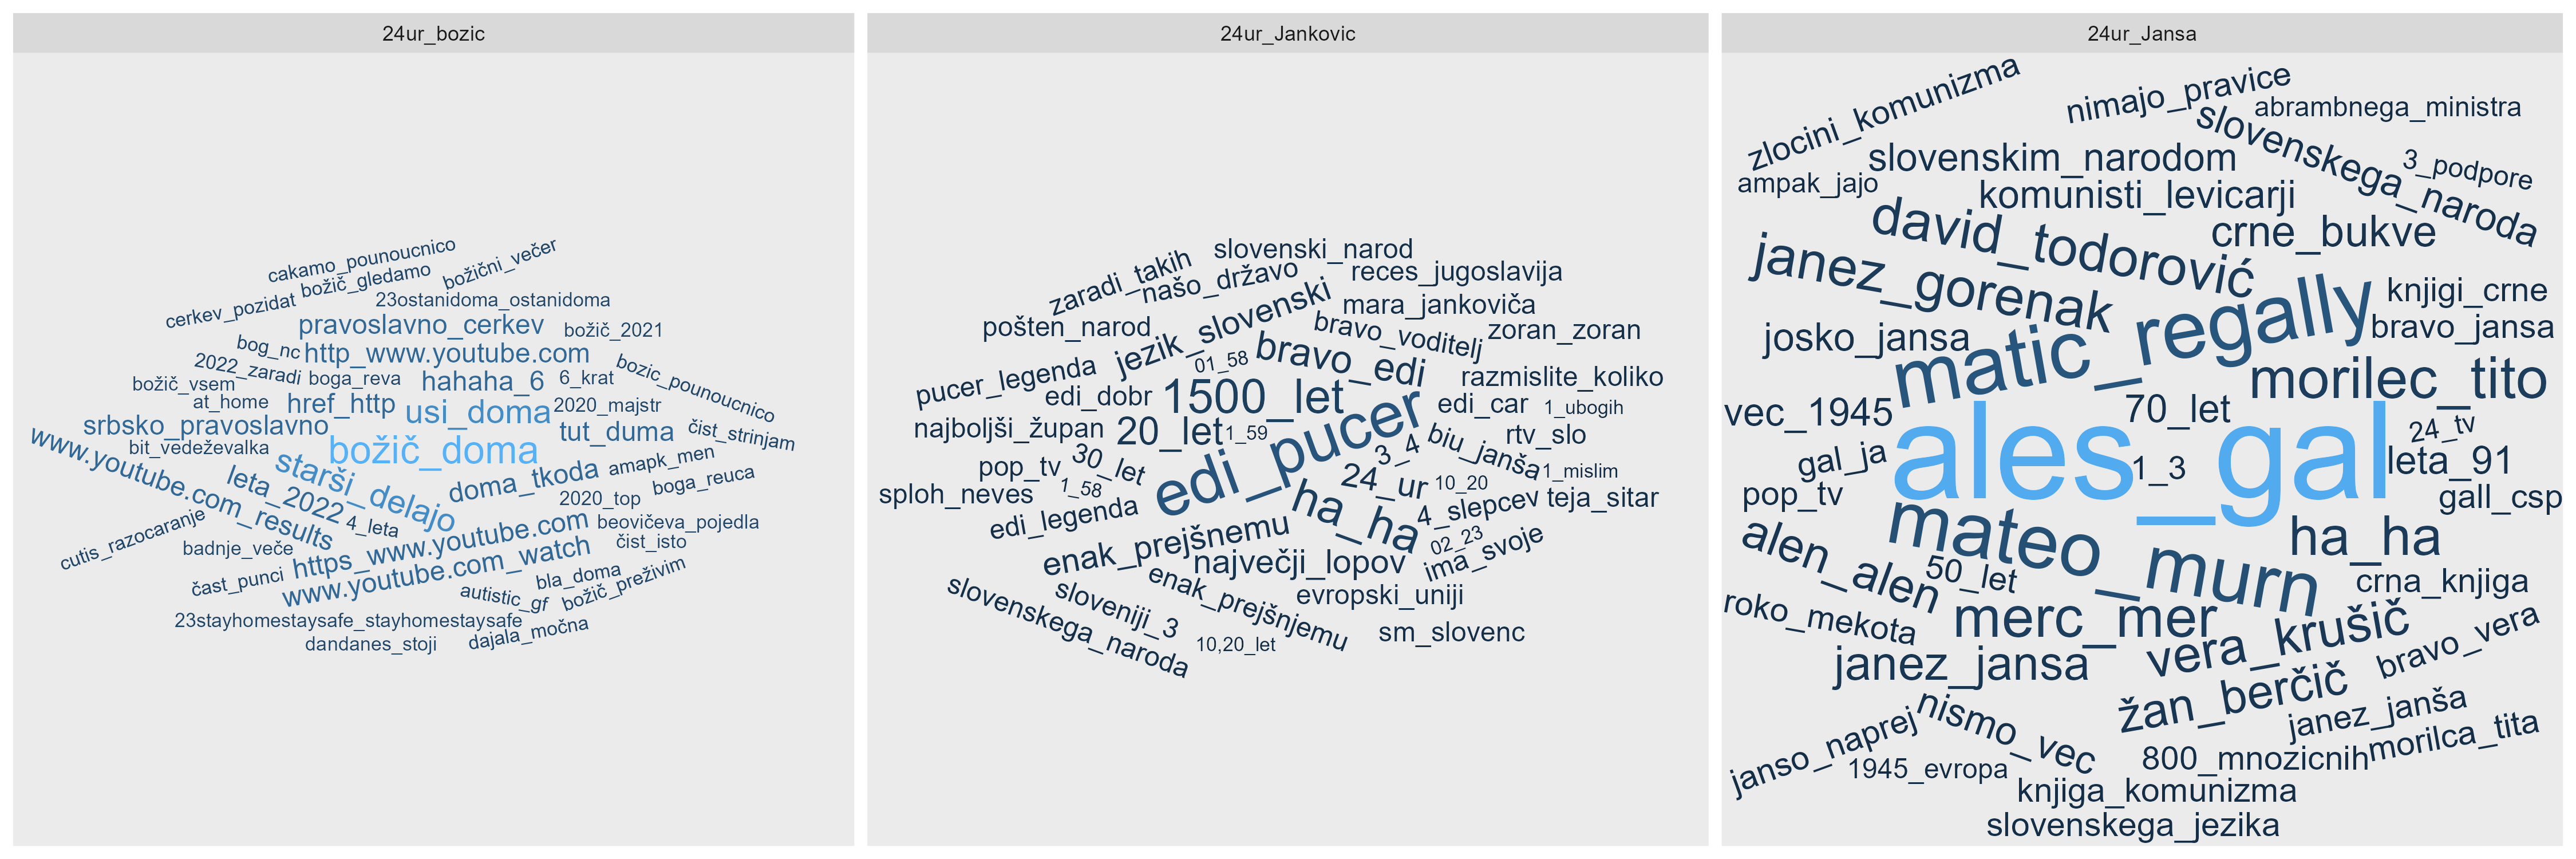 24ur_bozic
cakamo_pounoucnico
božič_gledamo
božični_večer
cerkev_pozidat
23ostanidoma_ostanidoma
pravoslavno_cerkev
božič_2021
bog_nc
http_www.youtube.com
2022_zaradi
boga_reva
hahaha_6
6_krat
bozic_pounoucnico
božič_vsem
at_home
href_http
usi_doma
2020_majstr
srbsko_pravoslavno
tut_duma
čist_strinjam
bit_vedeževalka
božič_doma
www.youtube.com_results
starši_delajo
leta_2022
doma_tkoda
amapk_men
boga_reuca
2020_top
4_leta
cutis_razocaranje
badnje_veče
https_www.youtube.com
beovičeva_pojedla
čist_isto
čast_punci
www.youtube.com_watch
bla_doma
autistic_gf
božič_preživim
23stayhomestaysafe_stayhomestaysafe
dandanes_stoji
dajala_močna
24ur_Jankovic
slovenski_narod
zaradi_takih
našo_državo
reces_jugoslavija
jezik_slovenski
mara_jankoviča
pošten_narod
bravo_voditelj
zoran_zoran
01_58
bravo_edi
pucer_legenda
razmislite_koliko
edi_dobr
1500_let
edi_car
1_ubogih
najboljši_župan
20_let
1_59
edi_pucer
biu_janša
rtv_slo
pop_tv
30_let
3_4
1_mislim
sploh_neves
1_58
24_ur
10_20
4_slepcev
teja_sitar
edi_legenda
ha_ha
02_23
enak_prejšnemu
največji_lopov
ima_svoje
enak_prejšnjemu
evropski_uniji
slovenskega_naroda
sloveniji_3
10,20_let
sm_slovenc
24ur_Jansa
zlocini_komunizma
nimajo_pravice
abrambnega_ministra
slovenskim_narodom
slovenskega_naroda
3_podpore
ampak_jajo
komunisti_levicarji
david_todorović
crne_bukve
janez_gorenak
knjigi_crne
josko_jansa
matic_regally
bravo_jansa
morilec_tito
vec_1945
70_let
24_tv
ales_gal
gal_ja
1_3
leta_91
pop_tv
gall_csp
alen_alen
mateo_murn
ha_ha
50_let
crna_knjiga
roko_mekota
merc_mer
vera_krušič
bravo_vera
janez_jansa
žan_berčič
janez_janša
janso_naprej
nismo_vec
1945_evropa
800_mnozicnih
morilca_tita
knjiga_komunizma
slovenskega_jezika